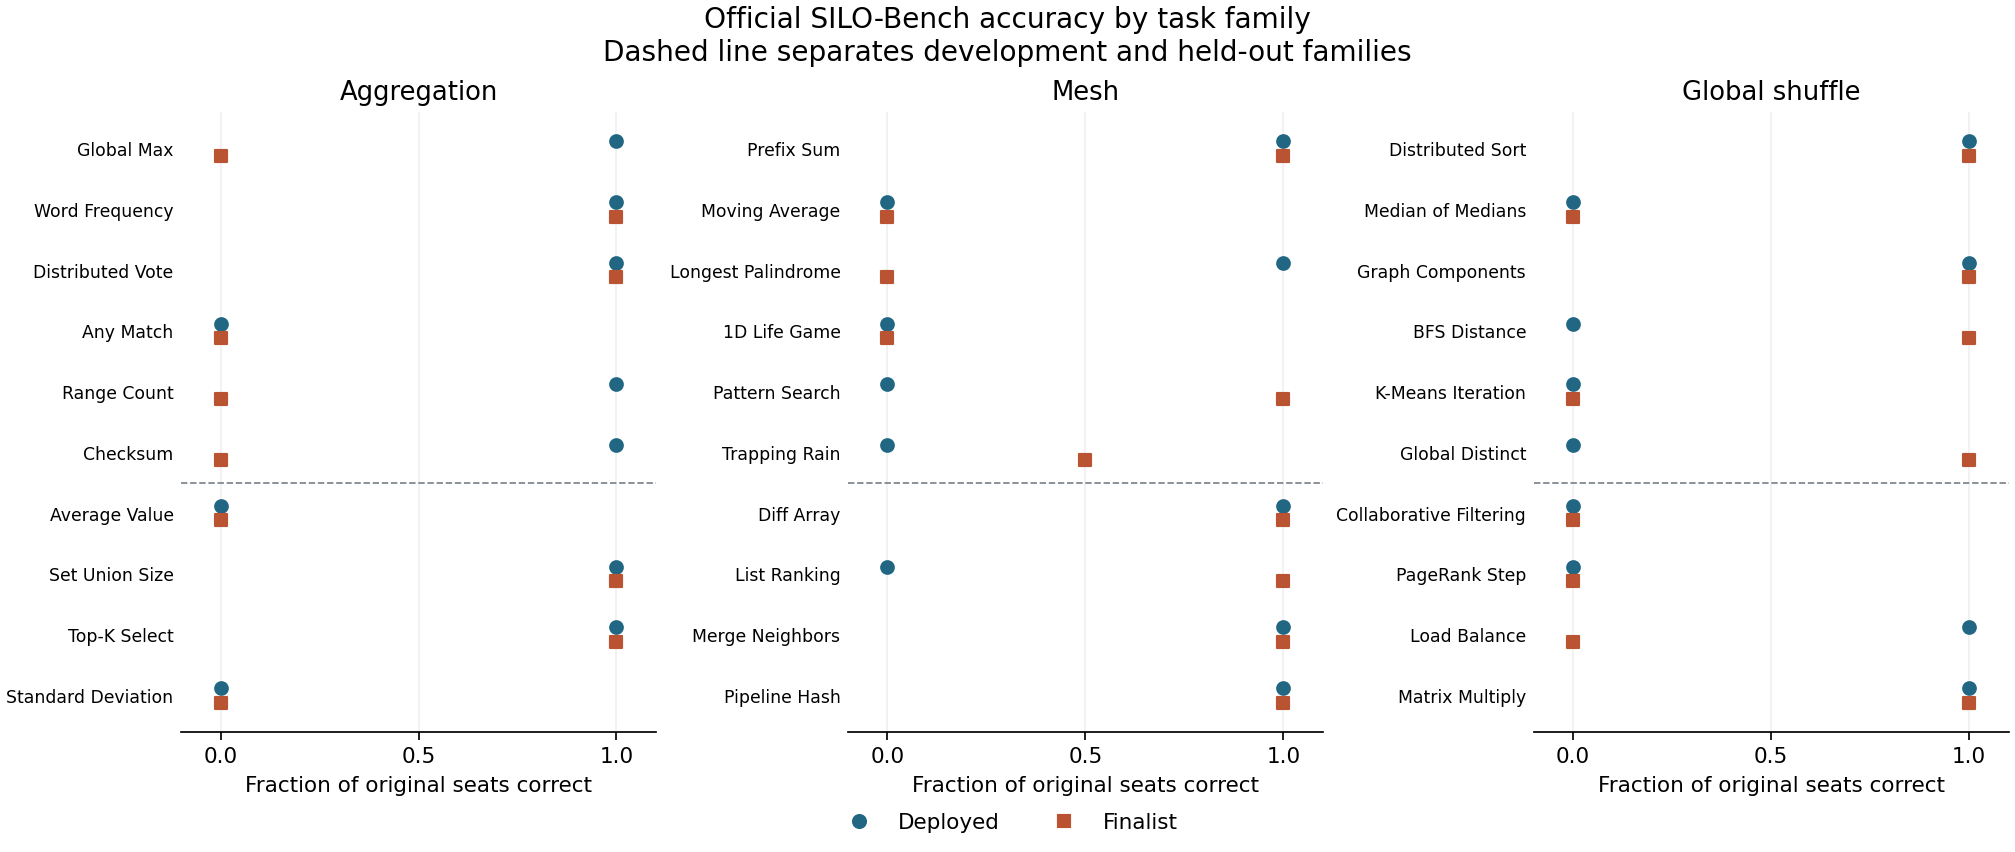 Official SILO-Bench accuracy by task family
Dashed line separates development and held-out families
Aggregation
Global Max
Word Frequency
Distributed Vote
Any Match
Range Count
Checksum
Average Value
Set Union Size
Top-K Select
Standard Deviation
0.0 0.5 1.0
Fraction of original seats correct
Mesh
Prefix Sum
Moving Average
Longest Palindrome
1D Life Game
Pattern Search
Trapping Rain
Diff Array
List Ranking
Merge Neighbors
Pipeline Hash
0.0 0.5 1.0
Fraction of original seats correct
Global shuffle
Distributed Sort
Median of Medians
Graph Components
BFS Distance
K-Means Iteration
Global Distinct
Collaborative Filtering
PageRank Step
Load Balance
Matrix Multiply
0.0 0.5 1.0
Fraction of original seats correct
Deployed Finalist